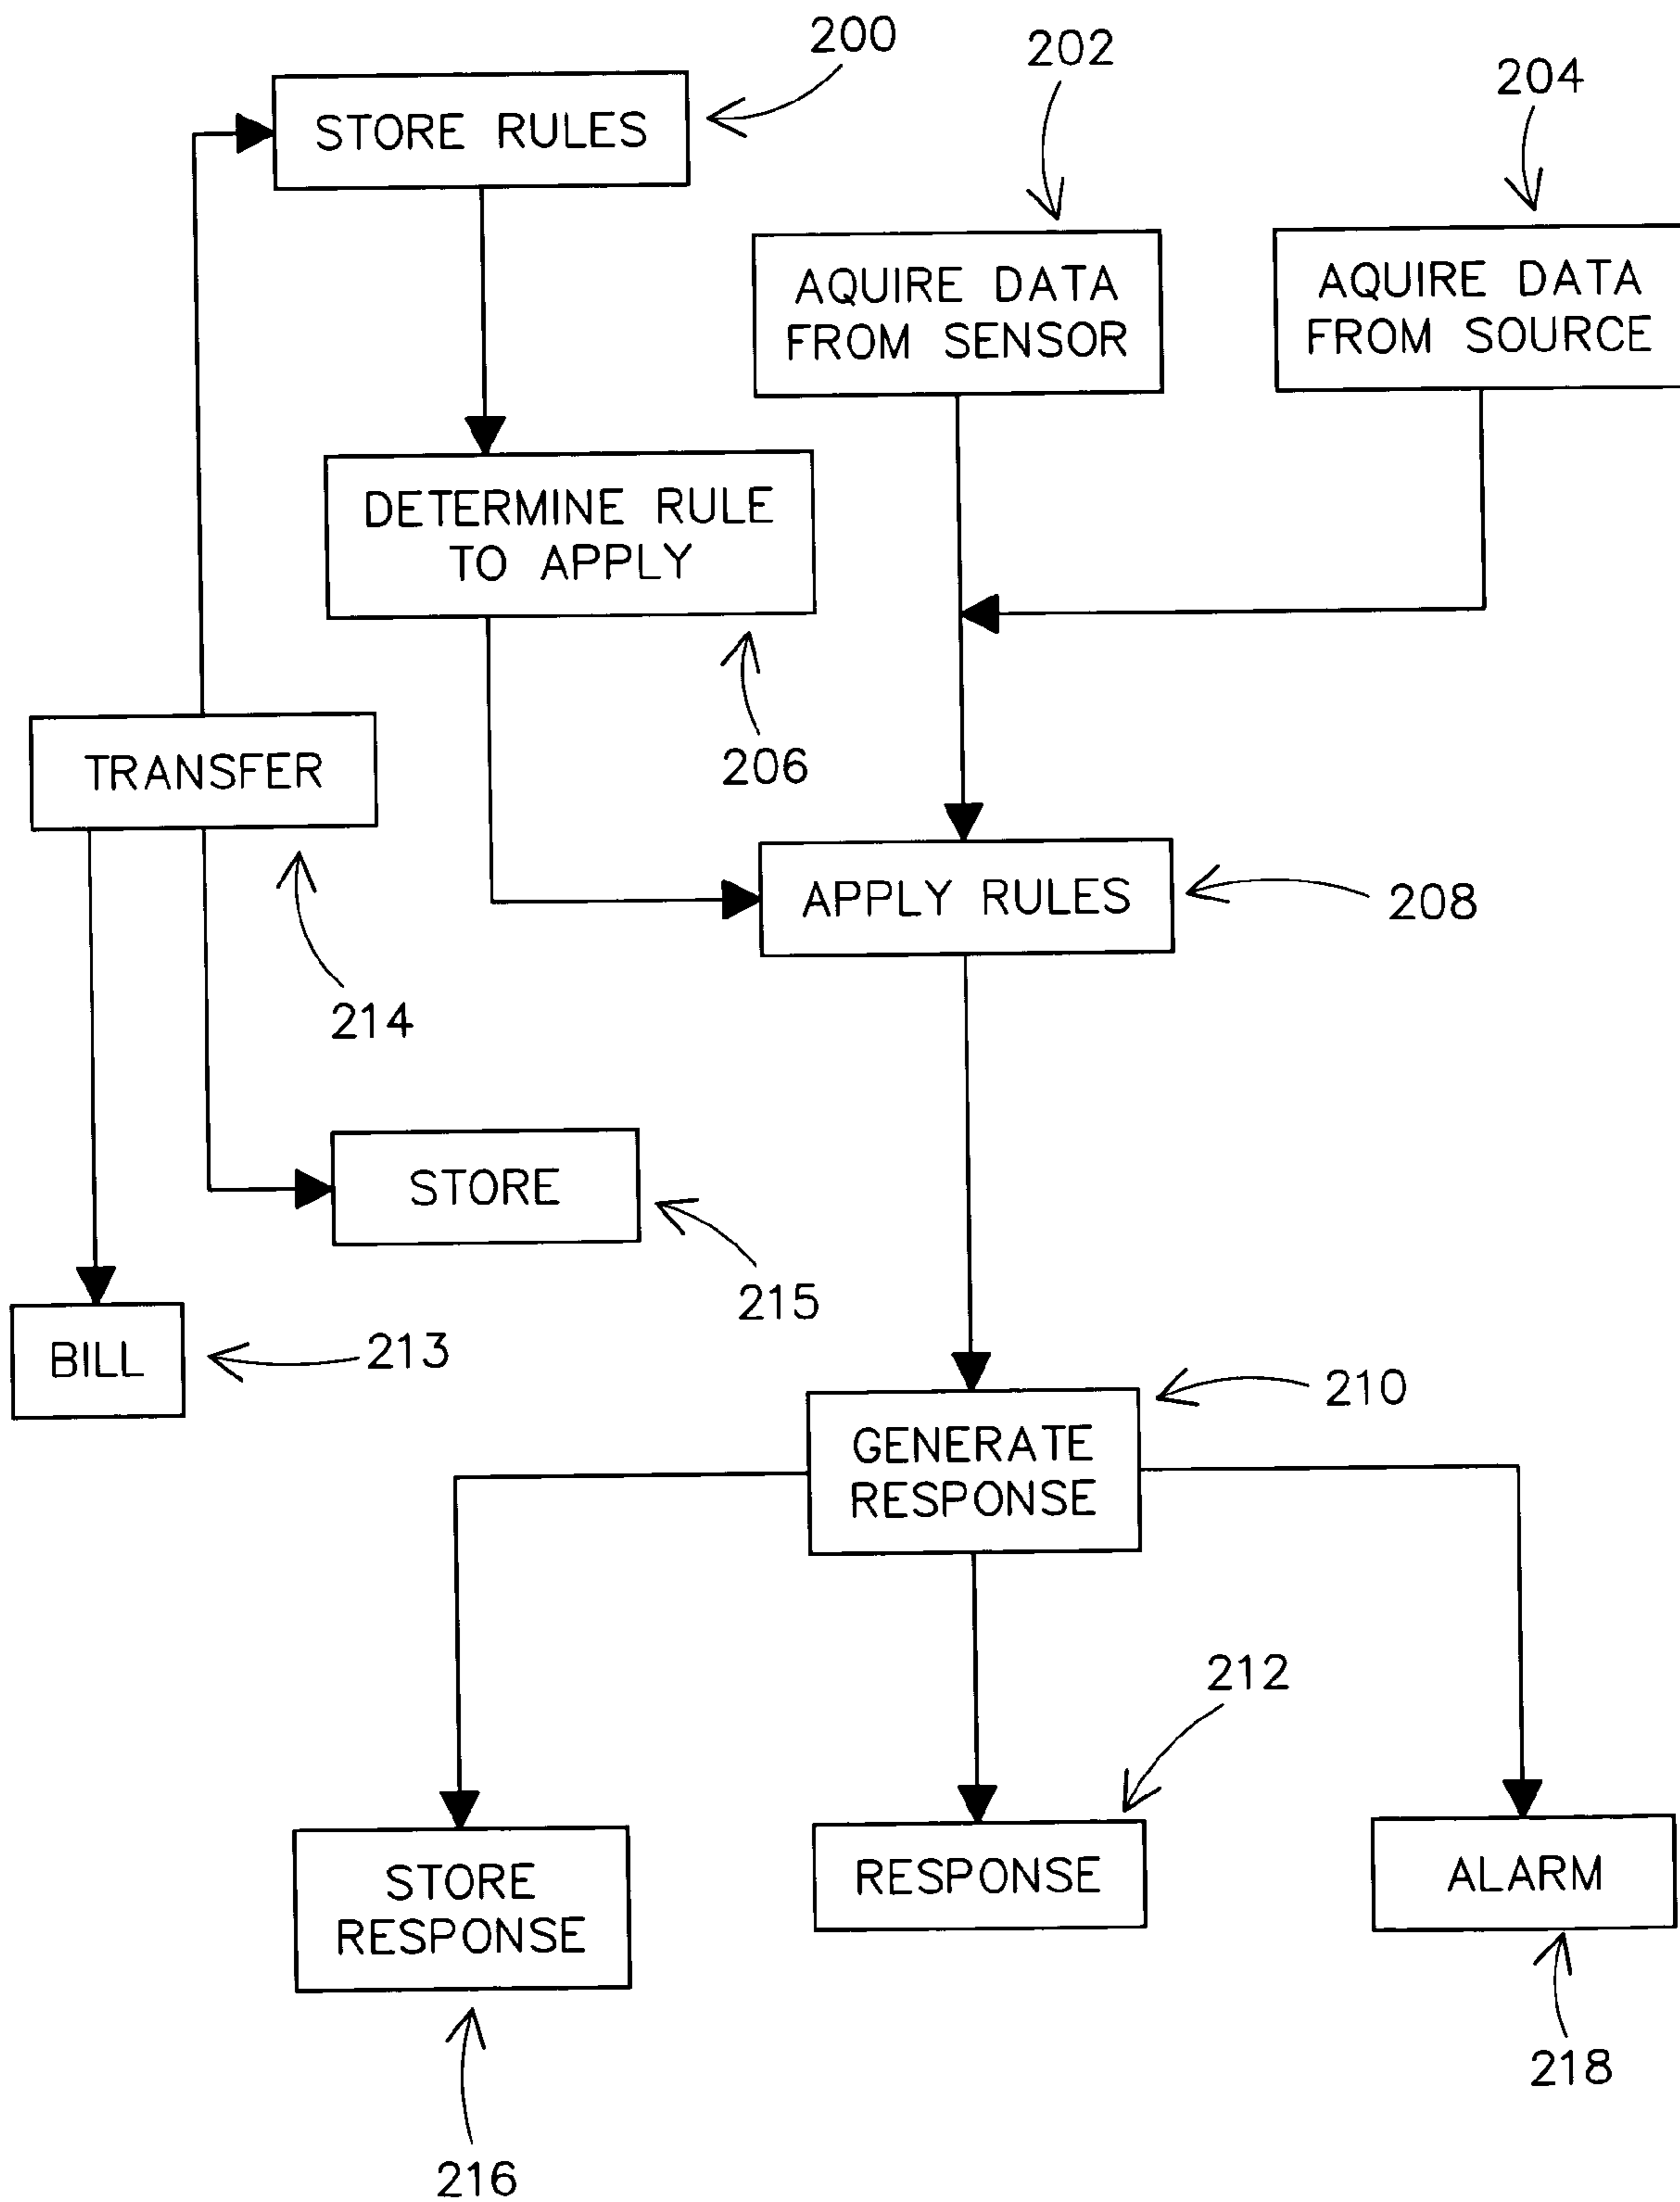 200
202
204
STORE RULES
AQUIRE DATA
FROM SENSOR
AQUIRE DATA
FROM SOURCE
DETERMINE RULE
TO APPLY
206
TRANSFER
214
APPLY RULES
208
STORE
215
BILL
213
210
GENERATE
RESPONSE
212
STORE
RESPONSE
RESPONSE
ALARM
216
218